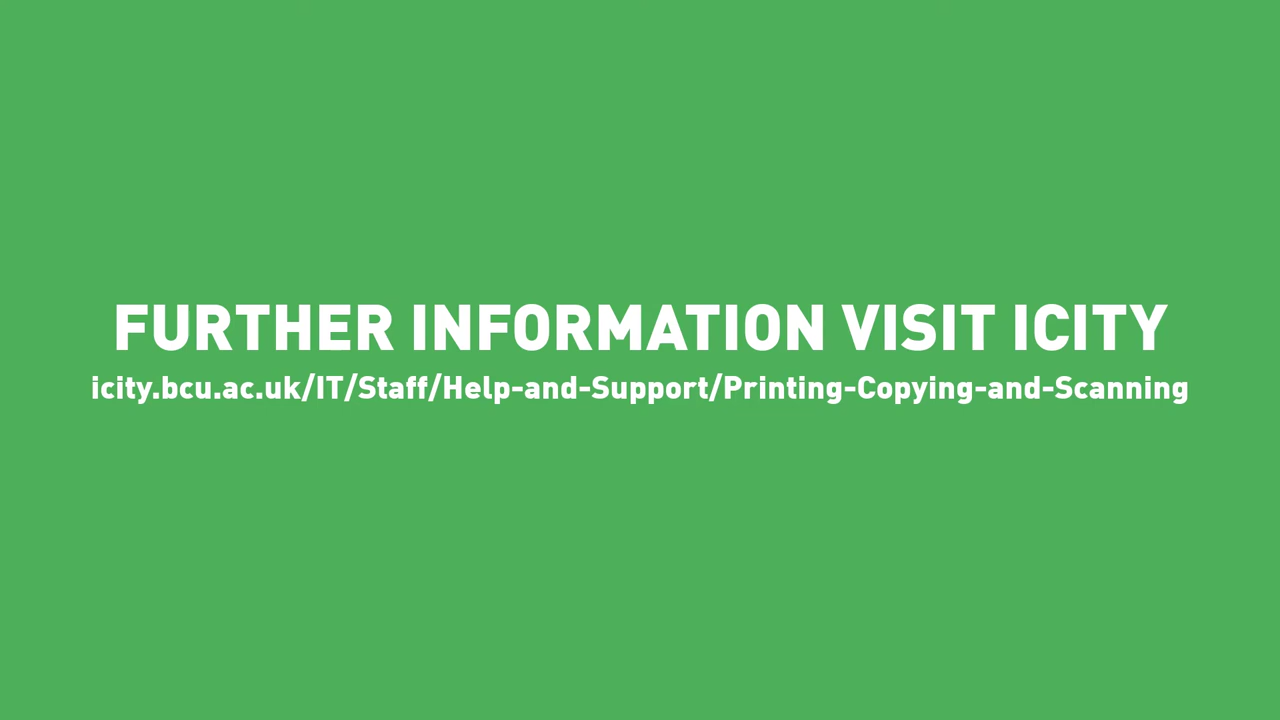 FURTHER INFORMATION VISIT ICITY
icity.bcu.ac.uk/IT/Staff/Help-and-Support/Printing-Copying-and-Scanning